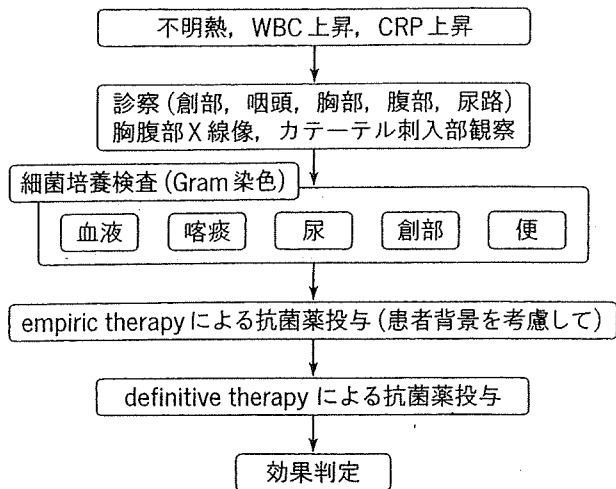 不明熱，WBC上昇，CRP上昇
診察（創部，咽頭，胸部，腹部，尿路）
胸腹部X線像，カテーテル刺入部観察
細菌培養検査（Gram染色）
血液　喀痰　尿　創部　便
empiric therapyによる抗菌薬投与（患者背景を考慮して）
definitive therapyによる抗菌薬投与
効果判定